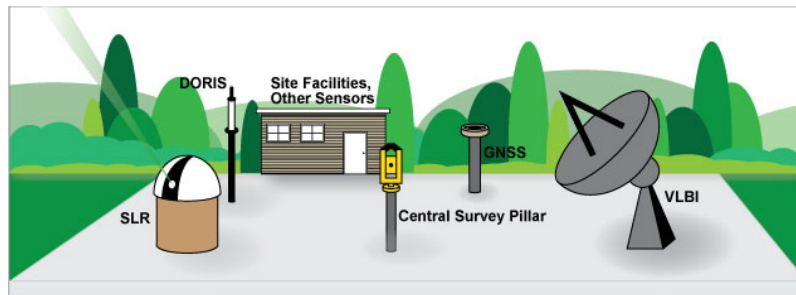 DORIS
Site Facilities,
Other Sensors
GNSS
SLR
Central Survey Pillar
VLBI